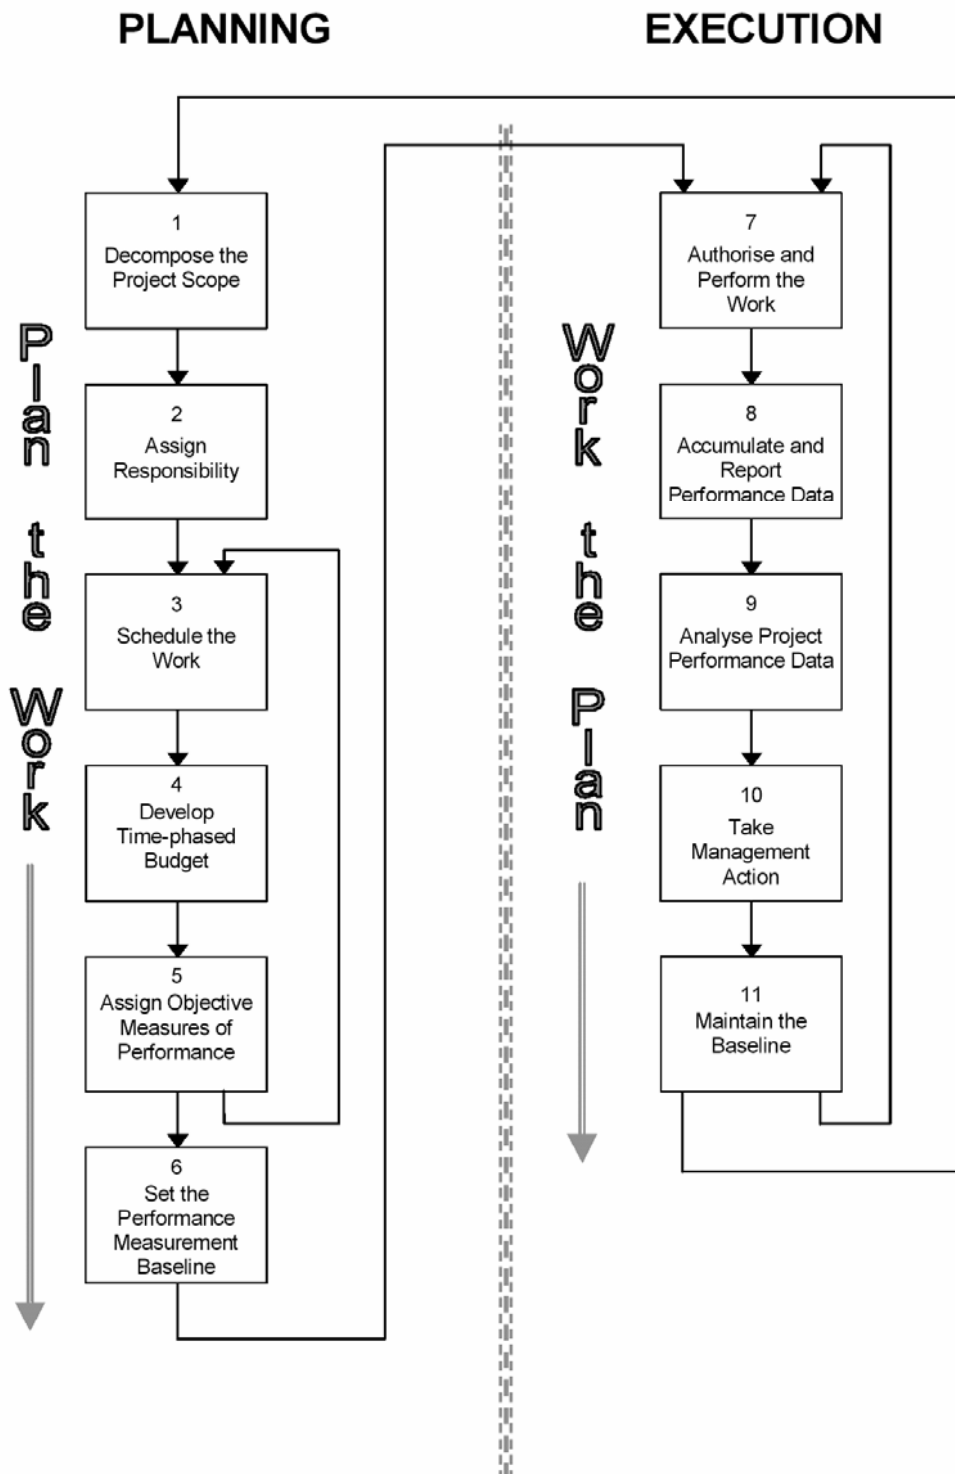 PLANNING
EXECUTION
Plan the Work
1
Decompose the
Project Scope
2
Assign
Responsibility
3
Schedule the
Work
4
Develop
Time-phased
Budget
5
Assign Objective
Measures of
Performance
6
Set the
Performance
Measurement
Baseline
Work the Plan
7
Authorise and
Perform the
Work
8
Accumulate and
Report
Performance Data
9
Analyse Project
Performance Data
10
Take
Management
Action
11
Maintain the
Baseline